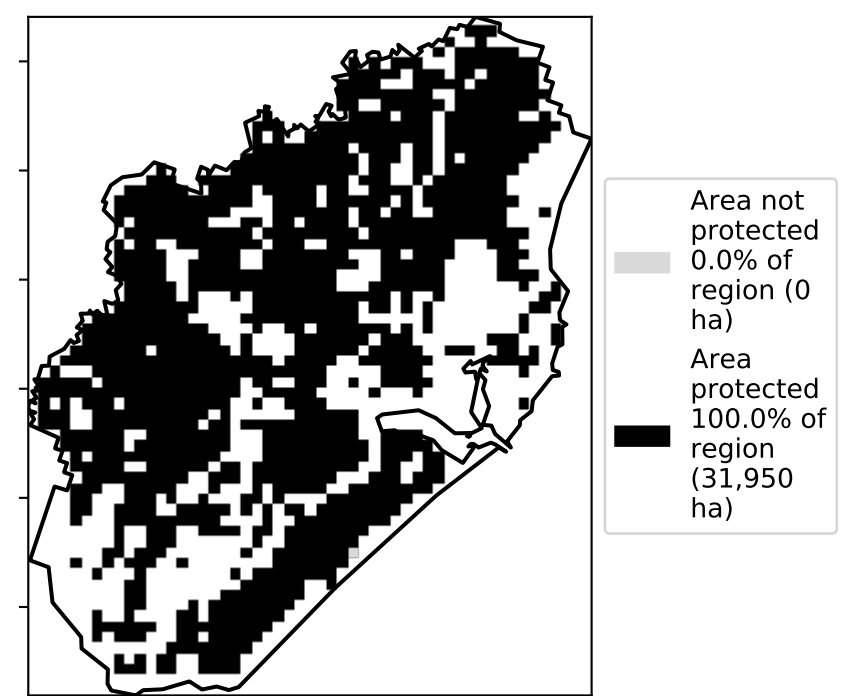 Area not
protected
0.0% of
region (0
ha)
Area
protected
100.0% of
region
(31,950
ha)